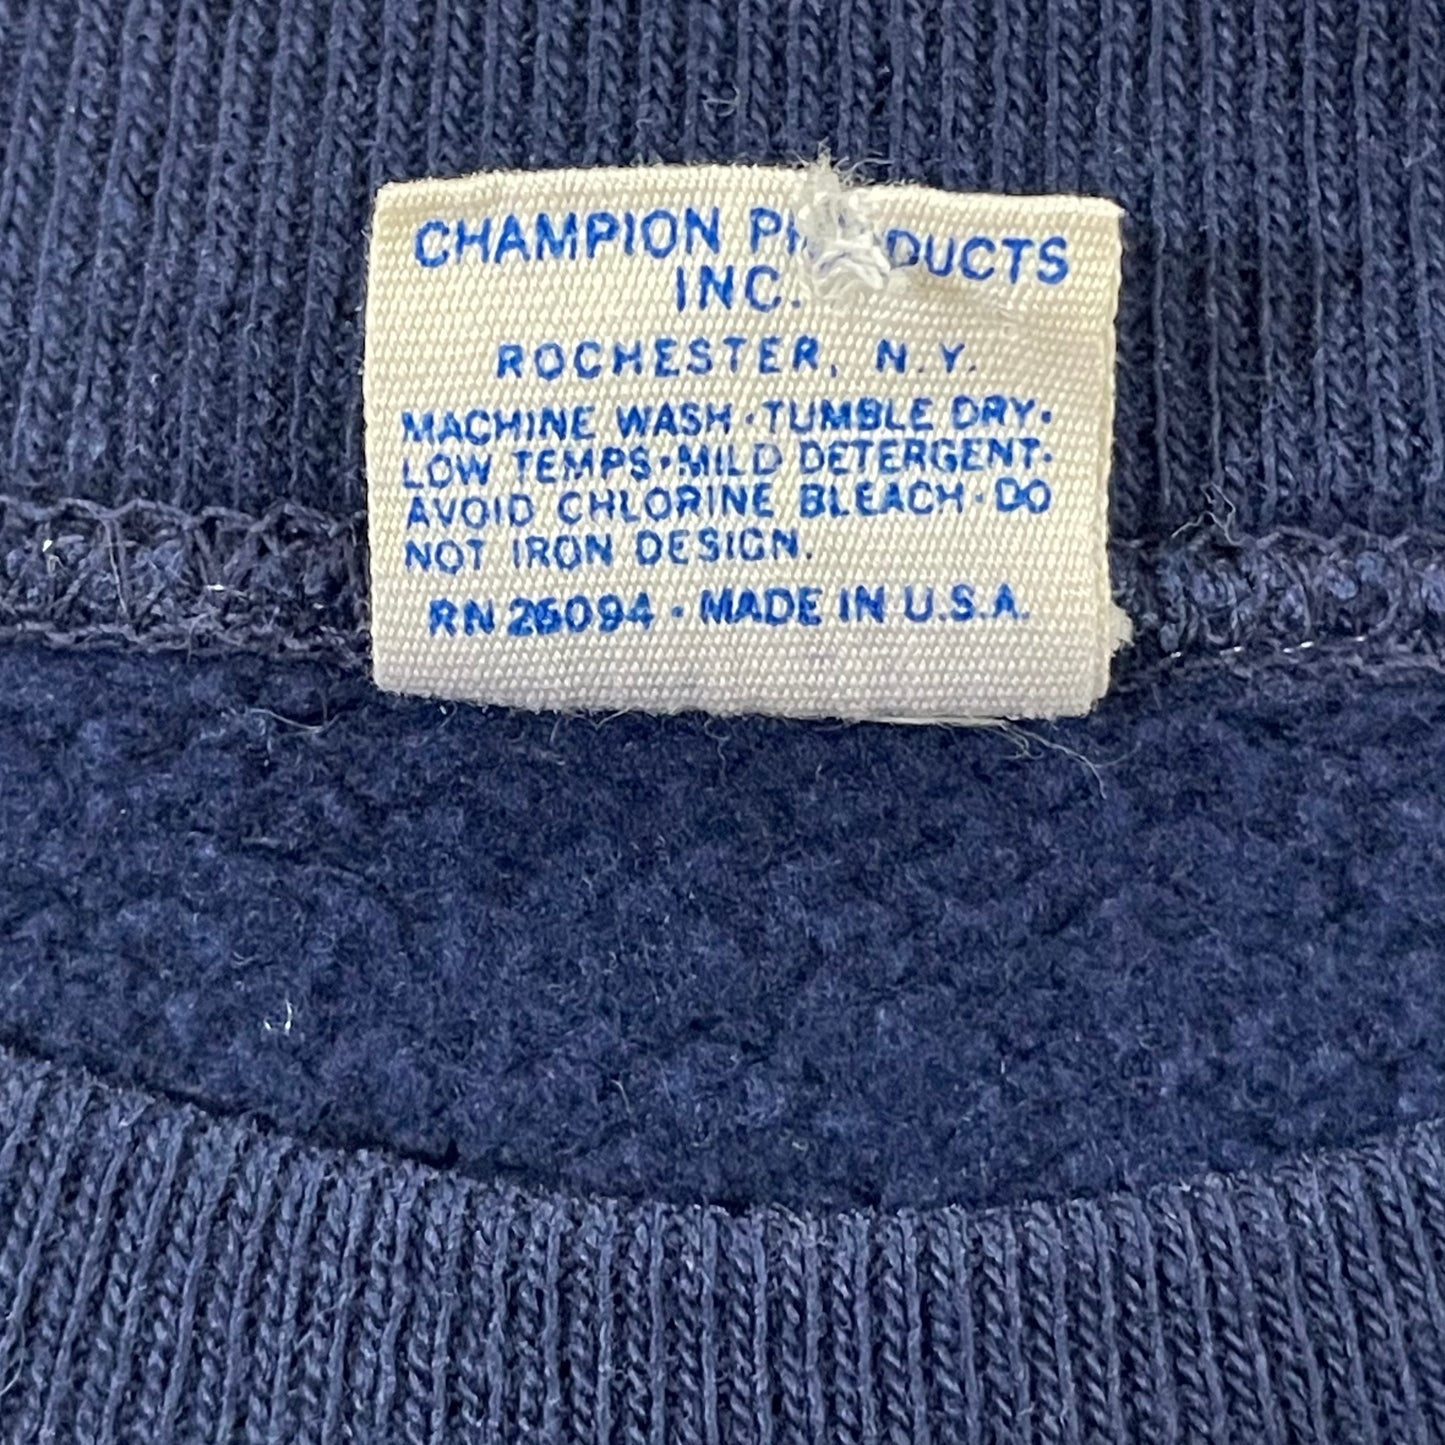 CHAMPION PRODUCTS
INC.
ROCHESTER, N.Y.
MACHINE WASH • TUMBLE DRY •
LOW TEMPS • MILD DETERGENT •
AVOID CHLORINE BLEACH • DO
NOT IRON DESIGN.
RN 26094 • MADE IN U.S.A.